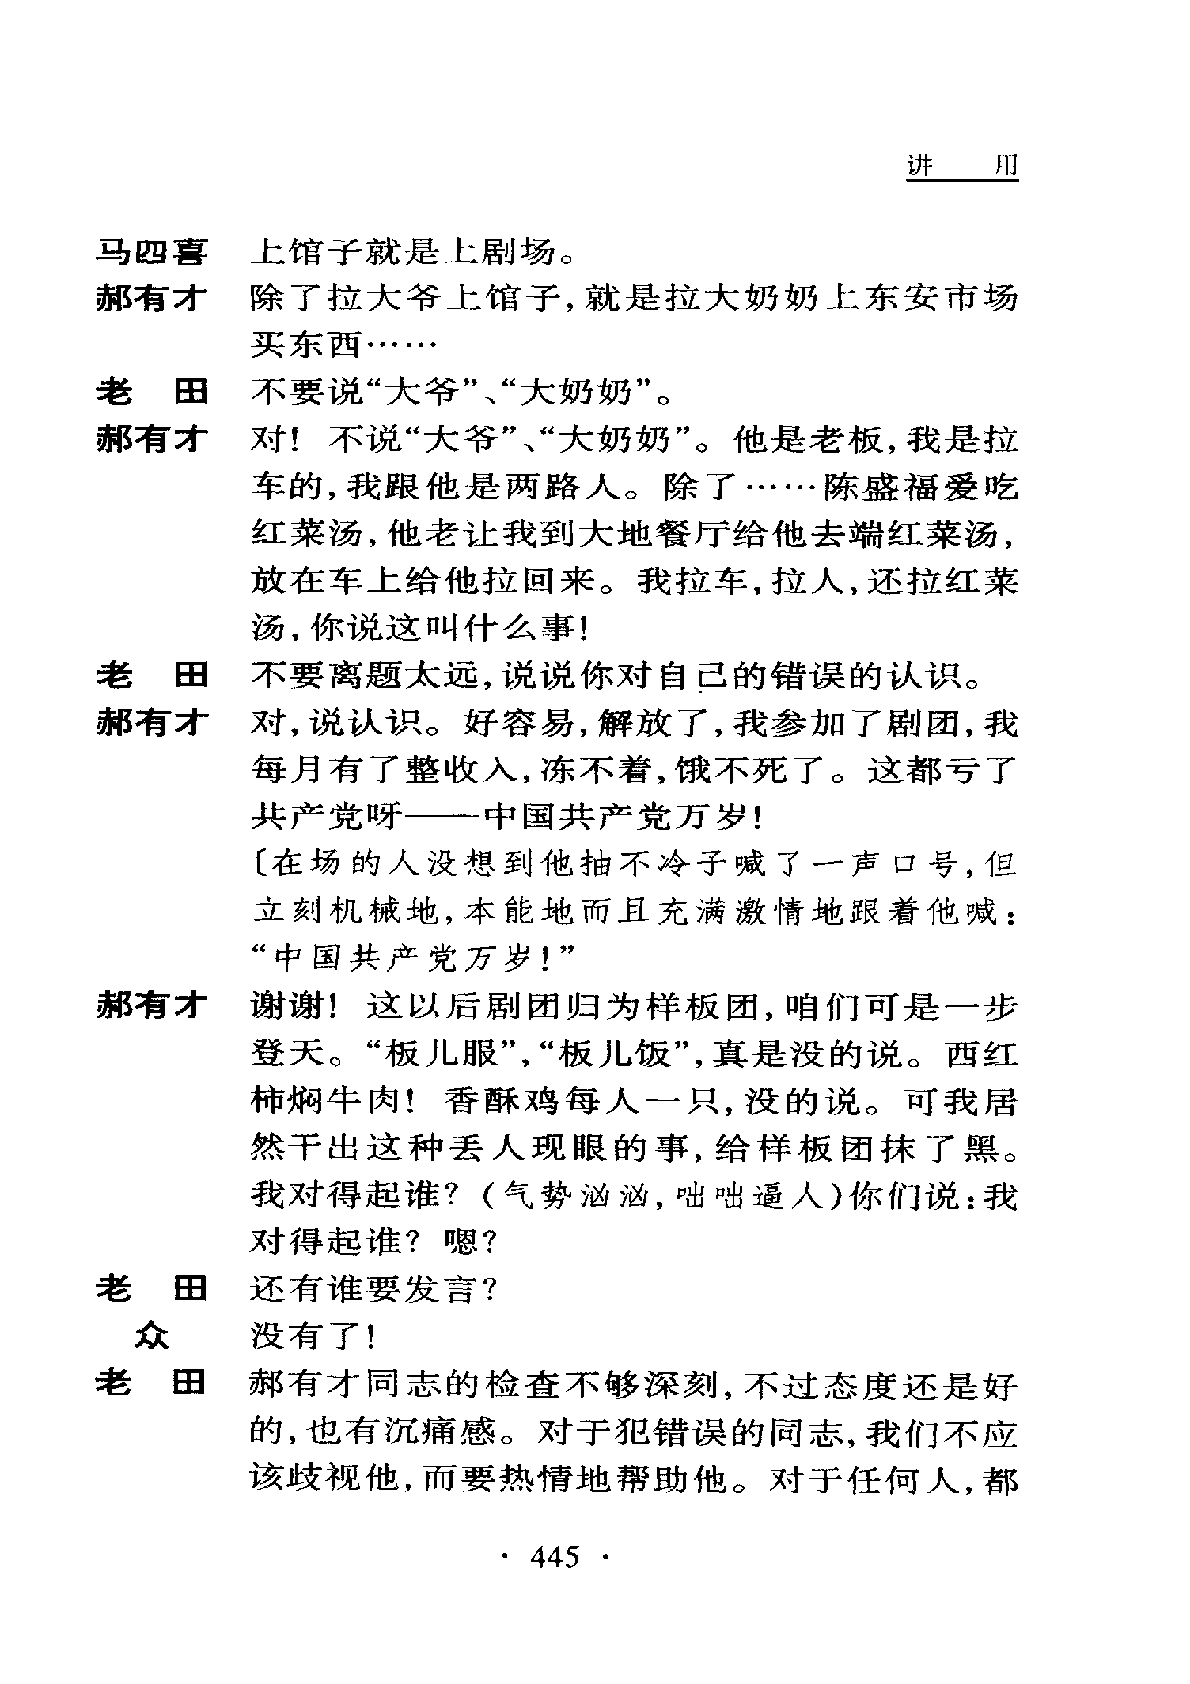 讲　　用
马四喜　上馆子就是上剧场。
郝有才　除了拉大爷上馆子，就是拉大奶奶上东安市场
买东西……
老　田　不要说“大爷”、“大奶奶”。
郝有才　对！不说“大爷”、“大奶奶”。他是老板，我是拉
车的，我跟他是两路人。除了……陈盛福爱吃
红菜汤，他老让我到大地餐厅给他去端红菜汤，
放在车上给他拉回来。我拉车，拉人，还拉红菜
汤，你说这叫什么事！
老　田　不要离题太远，说说你对自己的错误的认识。
郝有才　对，说认识。好容易，解放了，我参加了剧团，我
每月有了整收入，冻不着，饿不死了。这都亏了
共产党呀——中国共产党万岁！
〔在场的人没想到他抽不冷子喊了一声口号，但
立刻机械地，本能地而且充满激情地跟着他喊：
“中国共产党万岁！”
郝有才　谢谢！这以后剧团归为样板团，咱们可是一步
登天。“板儿服”，“板儿饭”，真是没的说。西红
柿焖牛肉！香酥鸡每人一只，没的说。可我居
然干出这种丢人现眼的事，给样板团抹了黑。
我对得起谁？（气势汹汹，咄咄逼人）你们说：我
对得起谁？嗯？
老　田　还有谁要发言？
众　没有了！
老　田　郝有才同志的检查不够深刻，不过态度还是好
的，也有沉痛感。对于犯错误的同志，我们不应
该歧视他，而要热情地帮助他。对于任何人，都
· 445 ·